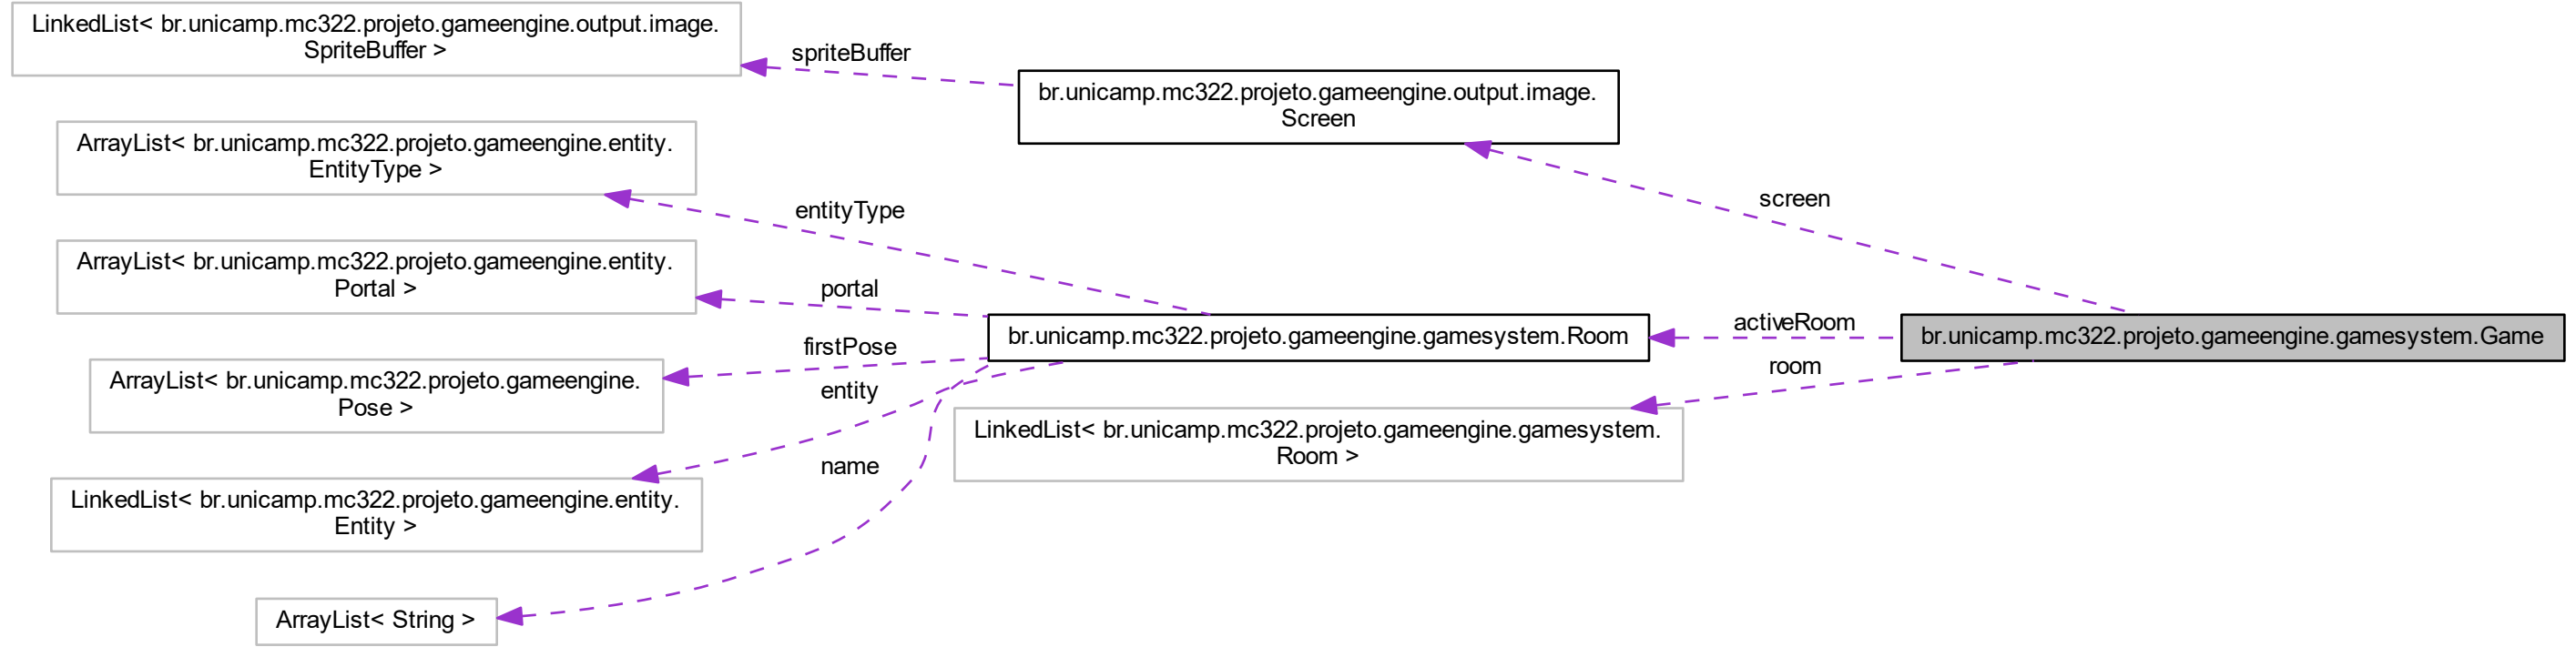 LinkedList< br.unicamp.mc322.projeto.gameengine.output.image.
SpriteBuffer >
spriteBuffer
br.unicamp.mc322.projeto.gameengine.output.image.
Screen
ArrayList< br.unicamp.mc322.projeto.gameengine.entity.
EntityType >
entityType
screen
ArrayList< br.unicamp.mc322.projeto.gameengine.entity.
Portal >
portal
br.unicamp.mc322.projeto.gameengine.gamesystem.Room
activeRoom
br.unicamp.mc322.projeto.gameengine.gamesystem.Game
firstPose
room
ArrayList< br.unicamp.mc322.projeto.gameengine.
Pose >
entity
LinkedList< br.unicamp.mc322.projeto.gameengine.gamesystem.
Room >
name
LinkedList< br.unicamp.mc322.projeto.gameengine.entity.
Entity >
ArrayList< String >